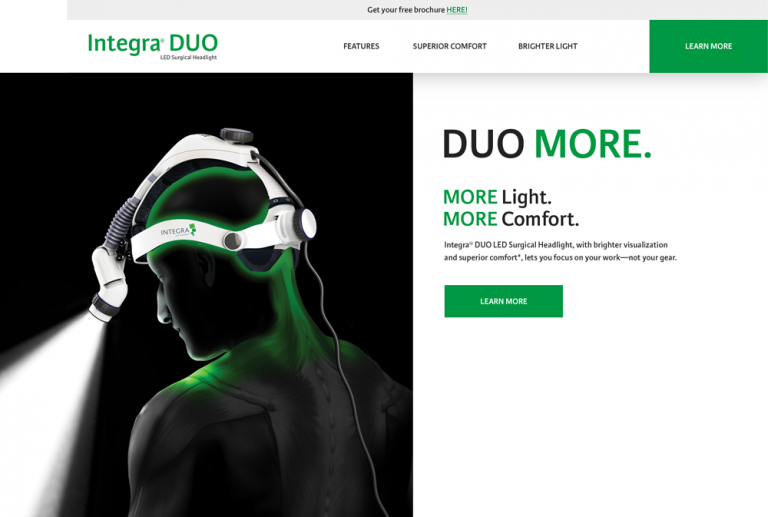 Get your free brochure HERE!
Integra® DUO
LED Surgical Headlight
FEATURES
SUPERIOR COMFORT
BRIGHTER LIGHT
LEARN MORE
INTEGRA
DUO MORE.
MORE Light.
MORE Comfort.
Integra® DUO LED Surgical Headlight, with brighter visualization
and superior comfort*, lets you focus on your work—not your gear.
LEARN MORE